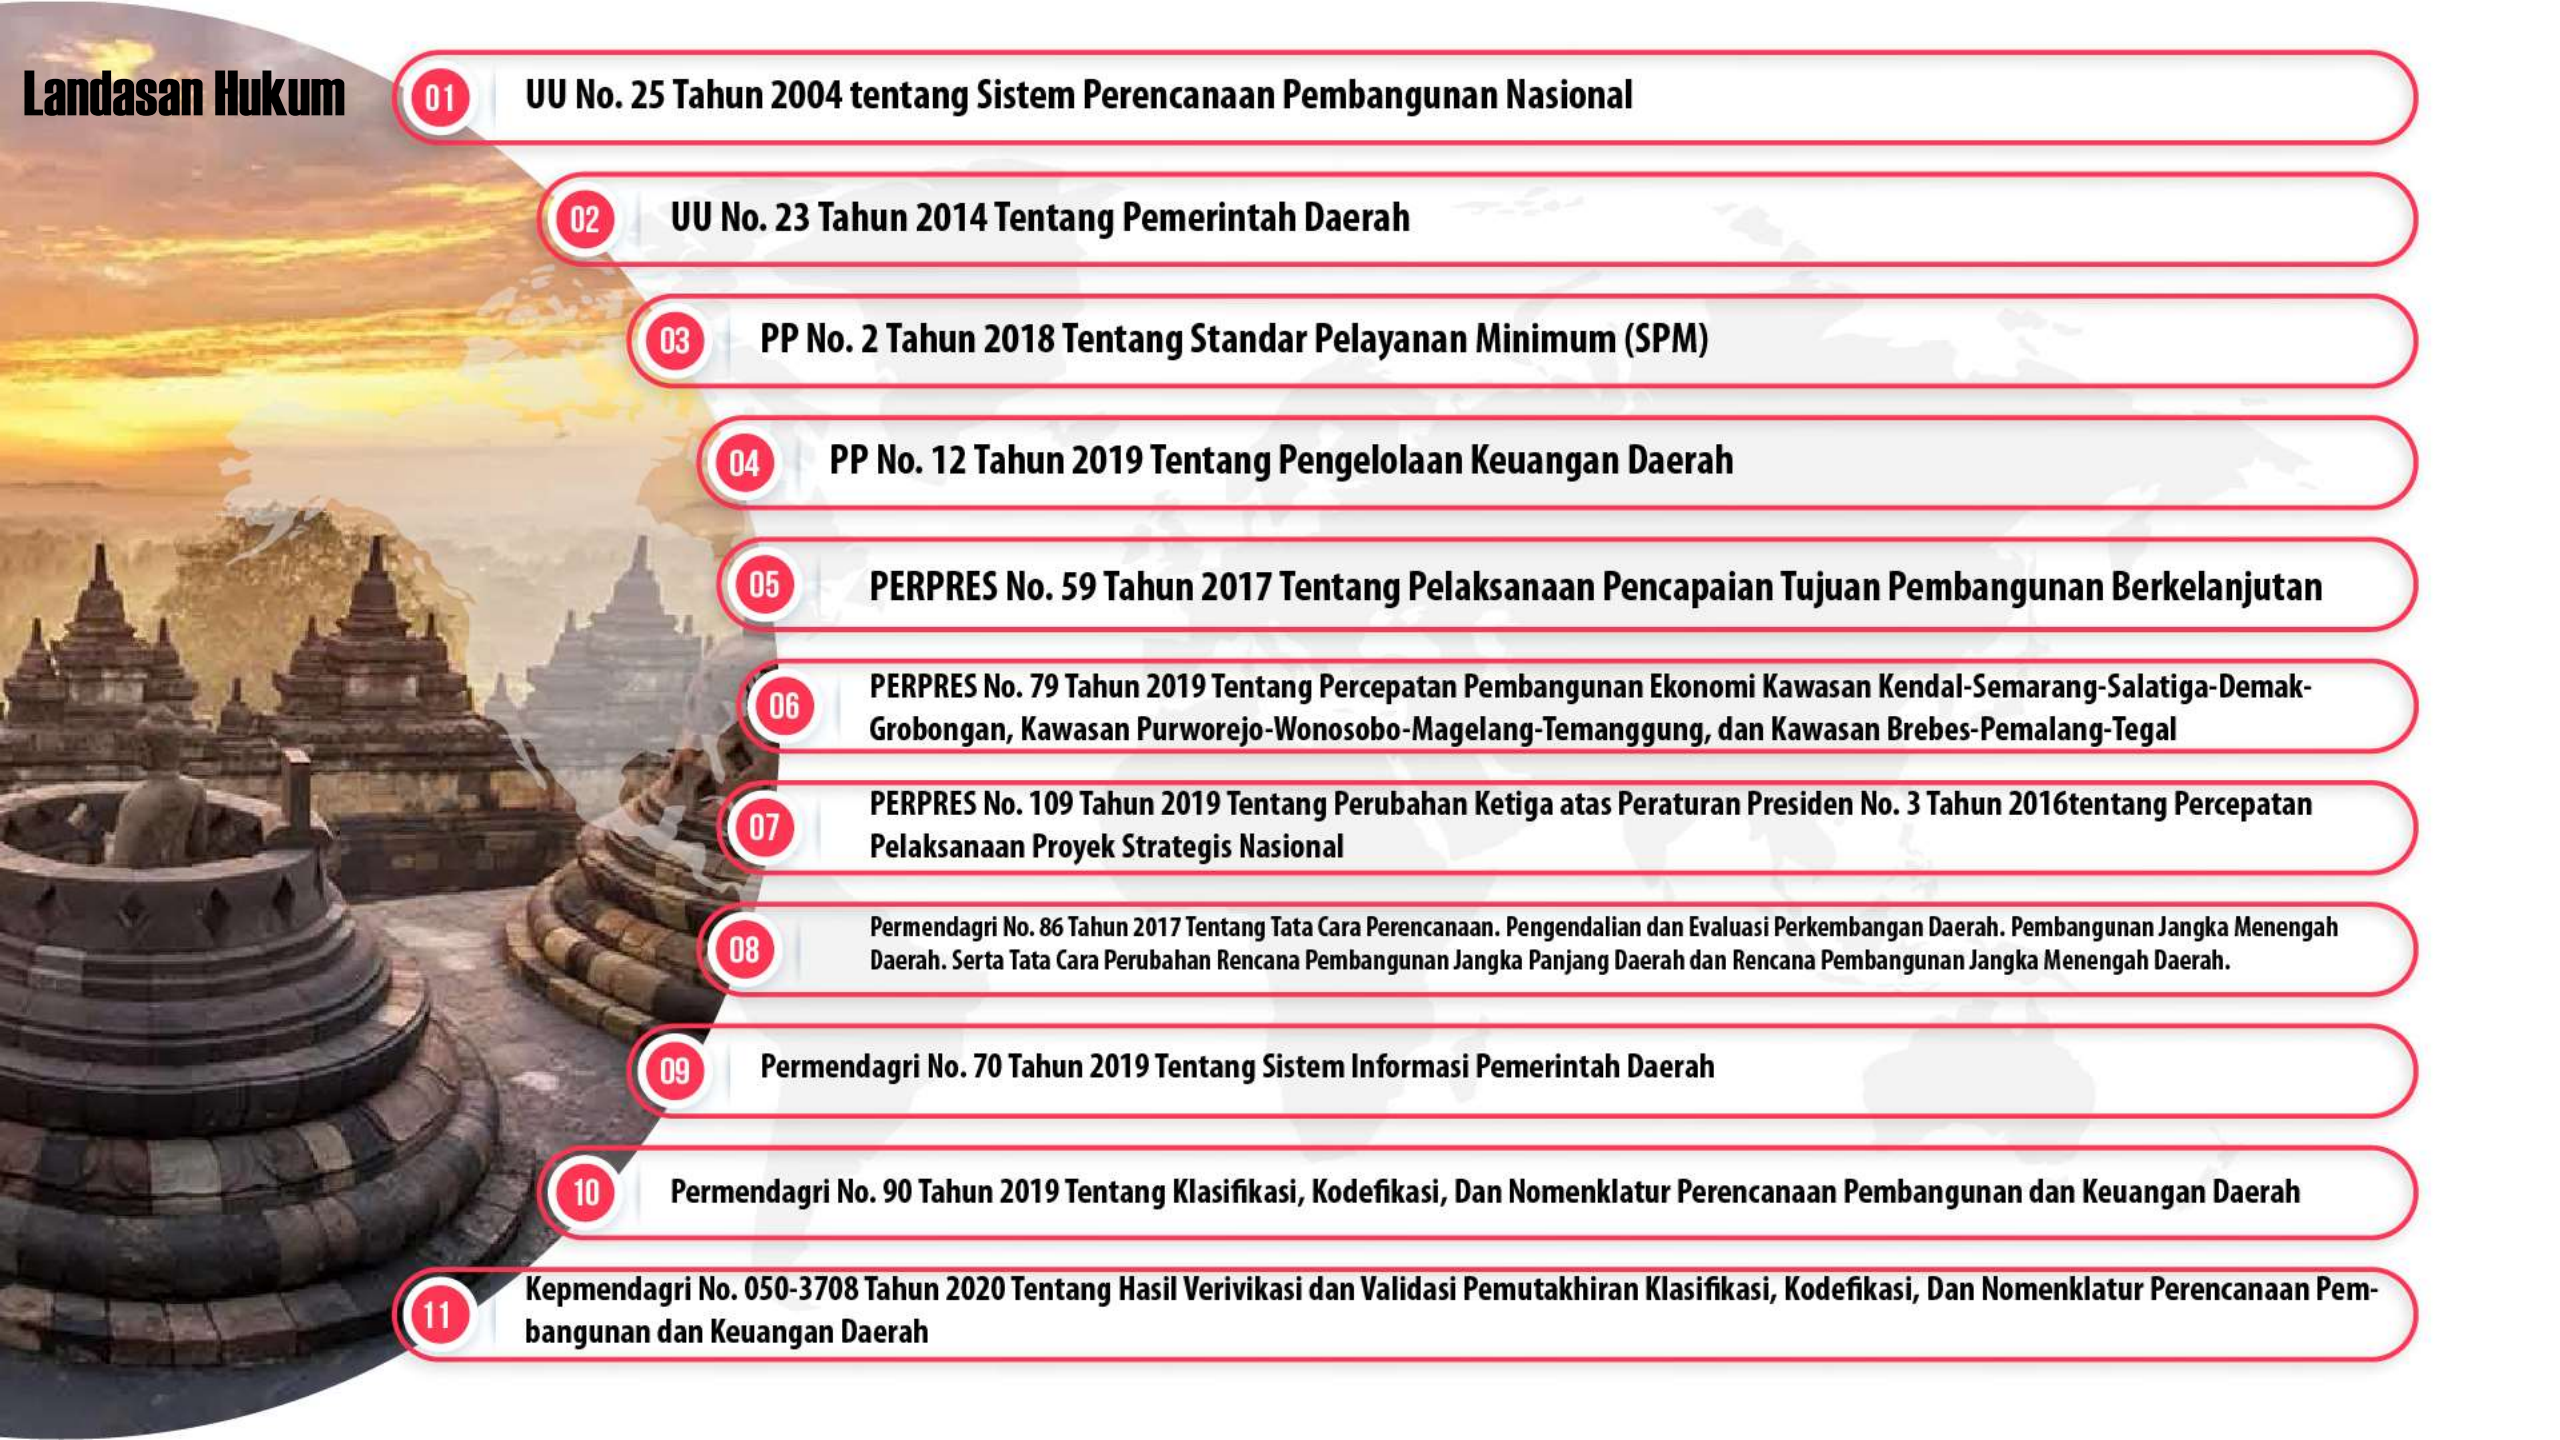 Landasan Hukum
01
UU No. 25 Tahun 2004 tentang Sistem Perencanaan Pembangunan Nasional
02
UU No. 23 Tahun 2014 Tentang Pemerintah Daerah
03
PP No. 2 Tahun 2018 Tentang Standar Pelayanan Minimum (SPM)
04
PP No. 12 Tahun 2019 Tentang Pengelolaan Keuangan Daerah
05
PERPRES No. 59 Tahun 2017 Tentang Pelaksanaan Pencapaian Tujuan Pembangunan Berkelanjutan
06
PERPRES No. 79 Tahun 2019 Tentang Percepatan Pembangunan Ekonomi Kawasan Kendal-Semarang-Salatiga-Demak-
Grobongan, Kawasan Purworejo-Wonosobo-Magelang-Temanggung, dan Kawasan Brebes-Pemalang-Tegal
07
PERPRES No. 109 Tahun 2019 Tentang Perubahan Ketiga atas Peraturan Presiden No. 3 Tahun 2016tentang Percepatan
Pelaksanaan Proyek Strategis Nasional
08
Permendagri No. 86 Tahun 2017 Tentang Tata Cara Perencanaan. Pengendalian dan Evaluasi Perkembangan Daerah. Pembangunan Jangka Menengah
Daerah. Serta Tata Cara Perubahan Rencana Pembangunan Jangka Panjang Daerah dan Rencana Pembangunan Jangka Menengah Daerah.
09
Permendagri No. 70 Tahun 2019 Tentang Sistem Informasi Pemerintah Daerah
10
Permendagri No. 90 Tahun 2019 Tentang Klasifikasi, Kodefikasi, Dan Nomenklatur Perencanaan Pembangunan dan Keuangan Daerah
11
Kepmendagri No. 050-3708 Tahun 2020 Tentang Hasil Verivikasi dan Validasi Pemutakhiran Klasifikasi, Kodefikasi, Dan Nomenklatur Perencanaan Pem-
bangunan dan Keuangan Daerah